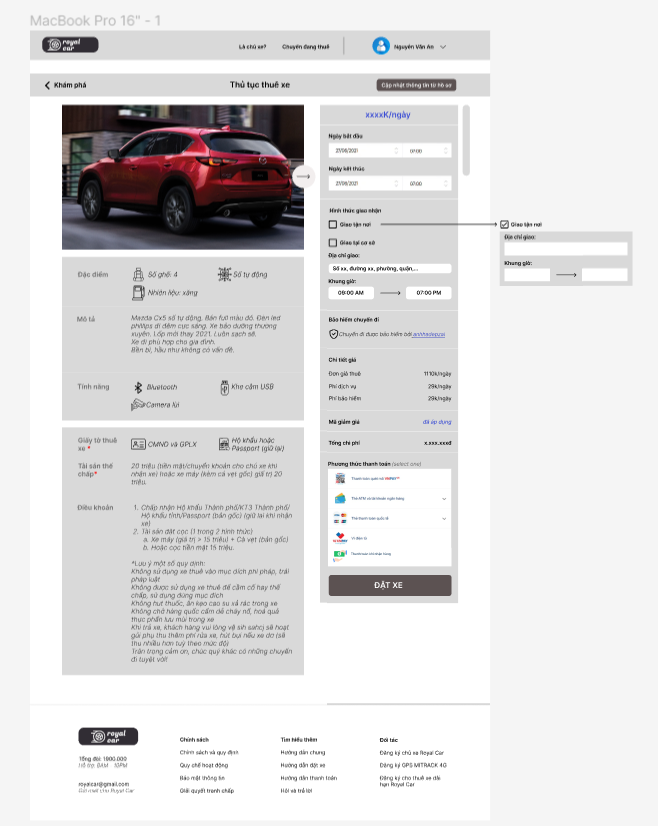 MacBook Pro 16" - 1
royal
car
Là chủ xe?
Chuyến đang thuê
Nguyễn Văn An
Khám phá
Thủ tục thuê xe
Cập nhật thông tin từ hồ sơ
xxxxK/ngày
Ngày bắt đầu
27/09/2021
07:00
Ngày kết thúc
27/09/2021
07:00
Hình thức giao nhận
Giao tận nơi
Giao tại cơ sở
Địa chỉ giao:
Số xx, đường xx, phường, quận,...
Khung giờ:
09:00 AM
07:00 PM
Giao tận nơi
Địa chỉ giao:
Khung giờ:
Bảo hiểm chuyến đi
Chuyến đi được bảo hiểm bởi
Chi tiết giá
Đơn giá thuê
1110k/ngày
Phí dịch vụ
29k/ngày
Phí bảo hiểm
29k/ngày
Mã giảm giá
đã áp dụng
Tổng chi phí
x.xxx.xxxđ
Phương thức thanh toán (select one)
Thanh toán quét mã VNPAY QR
Thẻ ATM và tài khoản ngân hàng
Thẻ thanh toán quốc tế
Ví điện tử
Thanh toán khi nhận hàng
ĐẶT XE
Đặc điểm
Số ghế: 4
Số tự động
Nhiên liệu: xăng
Mô tả
Mazda Cx5 số tự động. Bản full màu đỏ. Đèn led
phillips đi đêm cực sáng. Xe bảo dưỡng thường
xuyên. Lốp mới thay 2021. Luôn sạch sẽ.
Xe đi phù hợp cho gia đình.
Bền bỉ, hầu như không có vấn đề.
Tính năng
Bluetooth
Khe cắm USB
Camera lùi
Giấy tờ thuê
xe *
CMND và GPLX
Hộ khẩu hoặc
Passport (giữ lại)
Tài sản thế
chấp*
20 triệu (tiền mặt/chuyển khoản cho chủ xe khi
nhận xe) hoặc xe máy (kèm cà vẹt gốc) giá trị 20
triệu.
Điều khoản
1. Chấp nhận Hộ khẩu Thành phố/KT3 Thành phố/
Hộ khẩu tỉnh/Passport (bản gốc) (giữ lại khi nhận
xe)
2. Tài sản đặt cọc (1 trong 2 hình thức)
a. Xe máy (giá trị > 15 triệu) + Cà vẹt (bản gốc)
b. Hoặc cọc tiền mặt 15 triệu.
*Lưu ý một số quy định:
Không sử dụng xe thuê vào mục đích phi pháp, trái
pháp luật
Không được sử dụng xe thuê để cầm cố hay thế
chấp, sử dụng đúng mục đích
Không hút thuốc, ăn kẹo cao su xả rác trong xe
Không chở hàng quốc cấm dễ cháy nổ, hoa quả
thực phẩn lưu mùi trong xe
Khi trả xe, khách hàng vui lòng vệ sih sahcj sẽ hoạt
gửi phụ thu thêm phí rửa xe, hút bụi nếu xe dơ (sẽ
thu nhiều hơn tuỳ theo mức độ)
Trân trọng cảm ơn, chúc quý khác có những chuyến
đi tuyệt vời!
royal
car
Tổng đài: 1900.000
Hỗ trợ: 8AM - 10PM
royalcar@gmail.com
Gửi mail cho Royal Car
Chính sách
Chính sách và quy định
Quy chế hoạt động
Bảo mật thông tin
Giải quyết tranh chấp
Tìm hiểu thêm
Hướng dẫn chung
Hướng dẫn đặt xe
Hướng dẫn thanh toán
Hỏi và trả lời
Đối tác
Đăng ký chủ xe Royal Car
Đăng ký GPS MITRACK 4G
Đăng ký cho thuê xe dài
hạn Royal Car